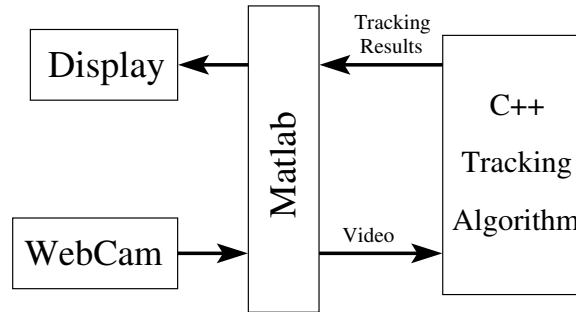 Tracking
Results
Display
C++
Tracking
Algorithm
Matlab
WebCam
Video